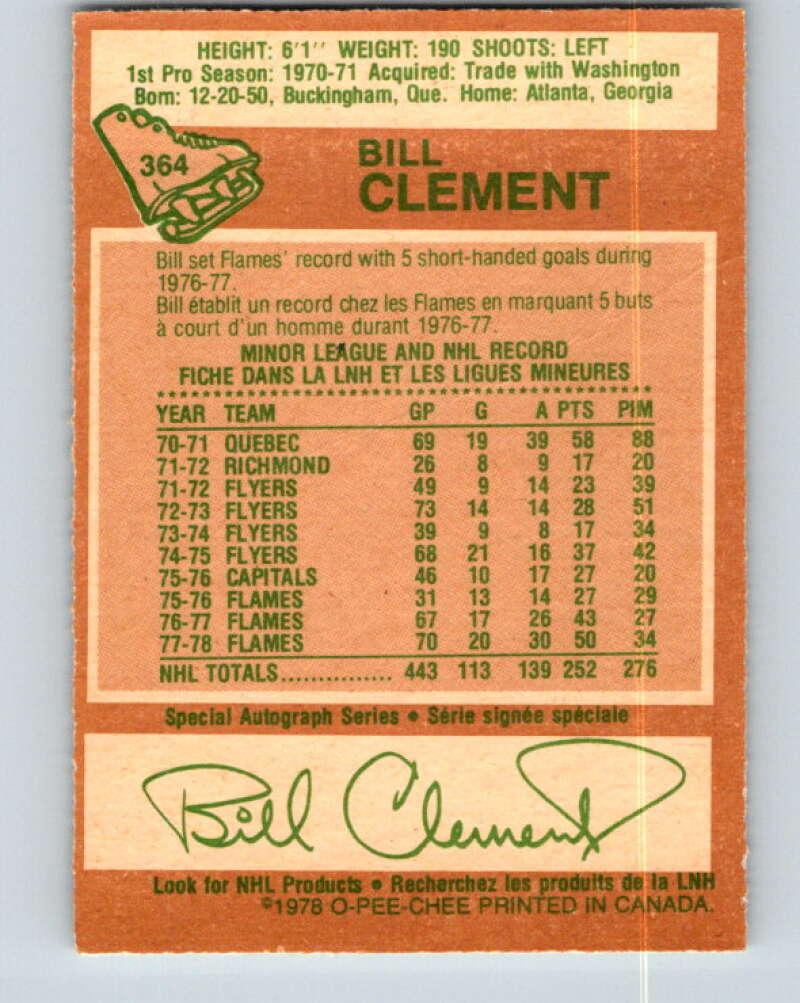 HEIGHT: 6'1'' WEIGHT: 190 SHOOTS: LEFT
1st Pro Season: 1970-71 Acquired: Trade with Washington
Born: 12-20-50, Buckingham, Que. Home: Atlanta, Georgia
364
BILL
CLEMENT
Bill set Flames' record with 5 short-handed goals during
1976-77.
Bill établit un record chez les Flames en marquant 5 buts
à court d'un homme durant 1976-77.
MINOR LEAGUE AND NHL RECORD
FICHE DANS LA LNH ET LES LIGUES MINEURES
YEAR TEAM GP G A PTS PIM
70-71 QUEBEC 69 19 39 58 88
71-72 RICHMOND 26 8 9 17 20
71-72 FLYERS 49 9 14 23 39
72-73 FLYERS 73 14 14 28 51
73-74 FLYERS 39 9 8 17 34
74-75 FLYERS 68 21 16 37 42
75-76 CAPITALS 46 10 17 27 20
75-76 FLAMES 31 13 14 27 29
76-77 FLAMES 67 17 26 43 27
77-78 FLAMES 70 20 30 50 34
NHL TOTALS............... 443 113 139 252 276
Special Autograph Series • Série signée spéciale
Bill Clement
Look for NHL Products • Recherchez les produits de la LNH
©1978 O-PEE-CHEE PRINTED IN CANADA.